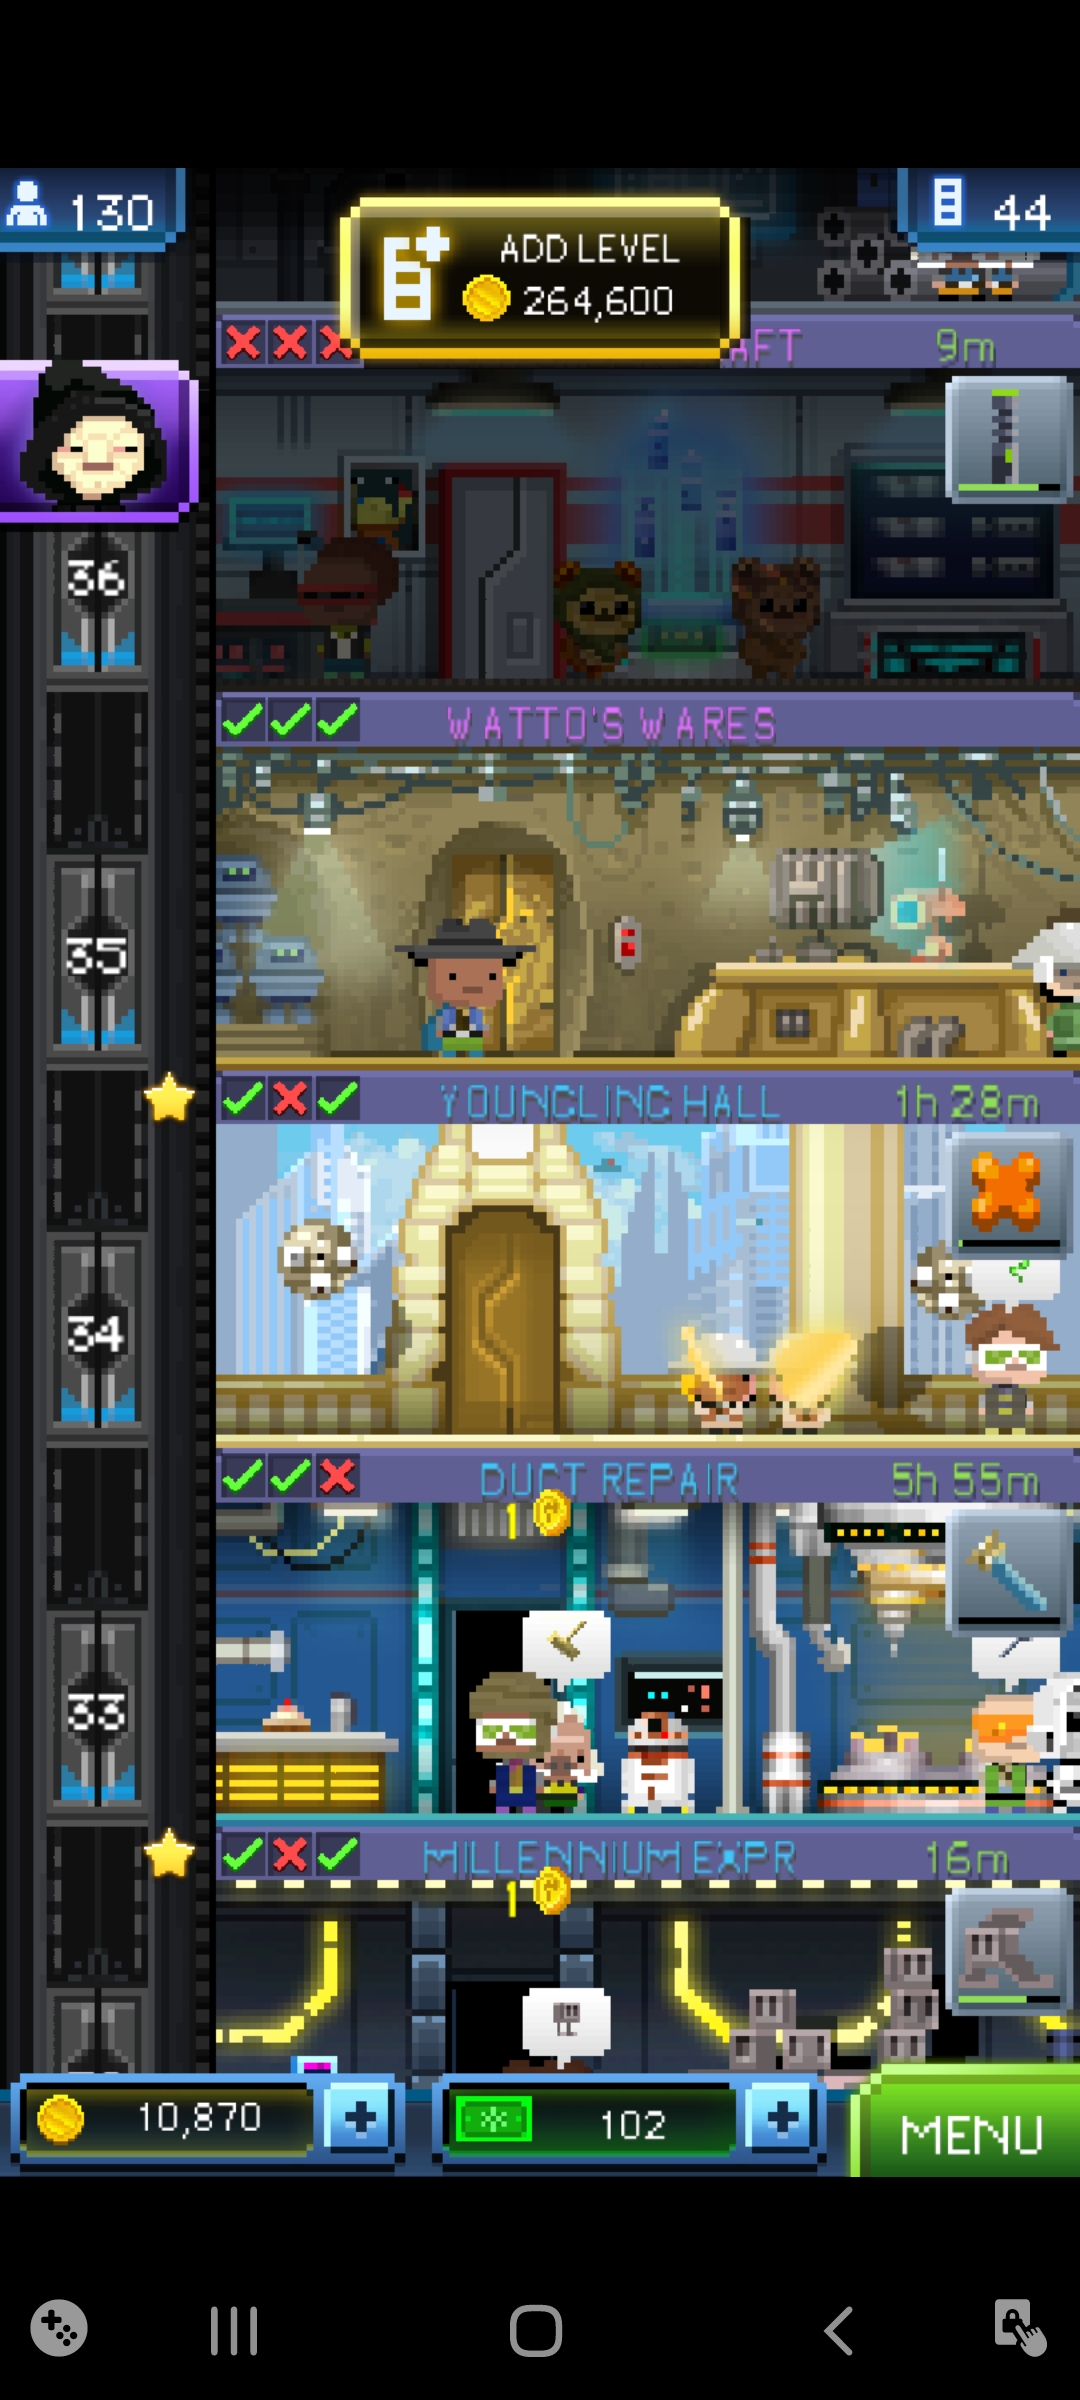 130
ADD LEVEL
264,600
44
AFT
9m
36
WATTO'S WARES
35
YOUNGLING HALL
1h 28m
34
DUCT REPAIR
5h 55m
1
33
MILLENNIUM EXPR
16m
1
10,870
102
MENU